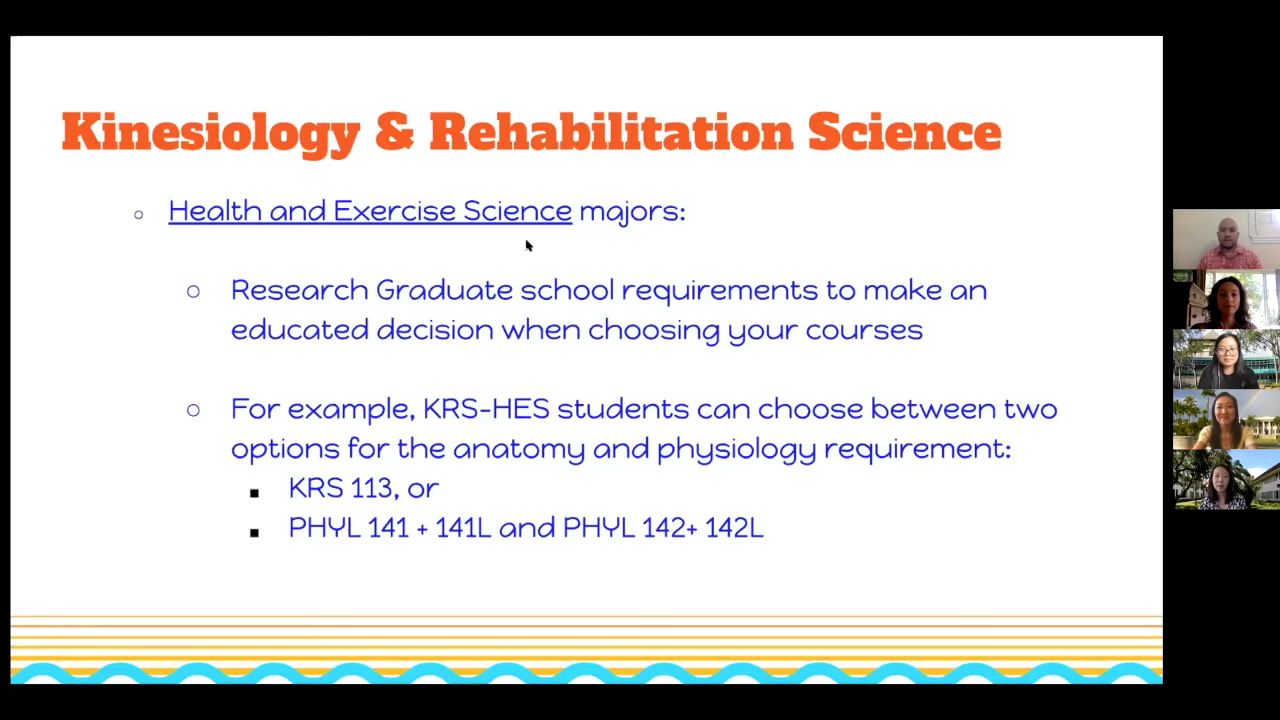 Kinesiology & Rehabilitation Science
Health and Exercise Science majors:
Research Graduate school requirements to make an
educated decision when choosing your courses
For example, KRS-HES students can choose between two
options for the anatomy and physiology requirement:
KRS 113, or
PHYL 141 + 141L and PHYL 142+ 142L